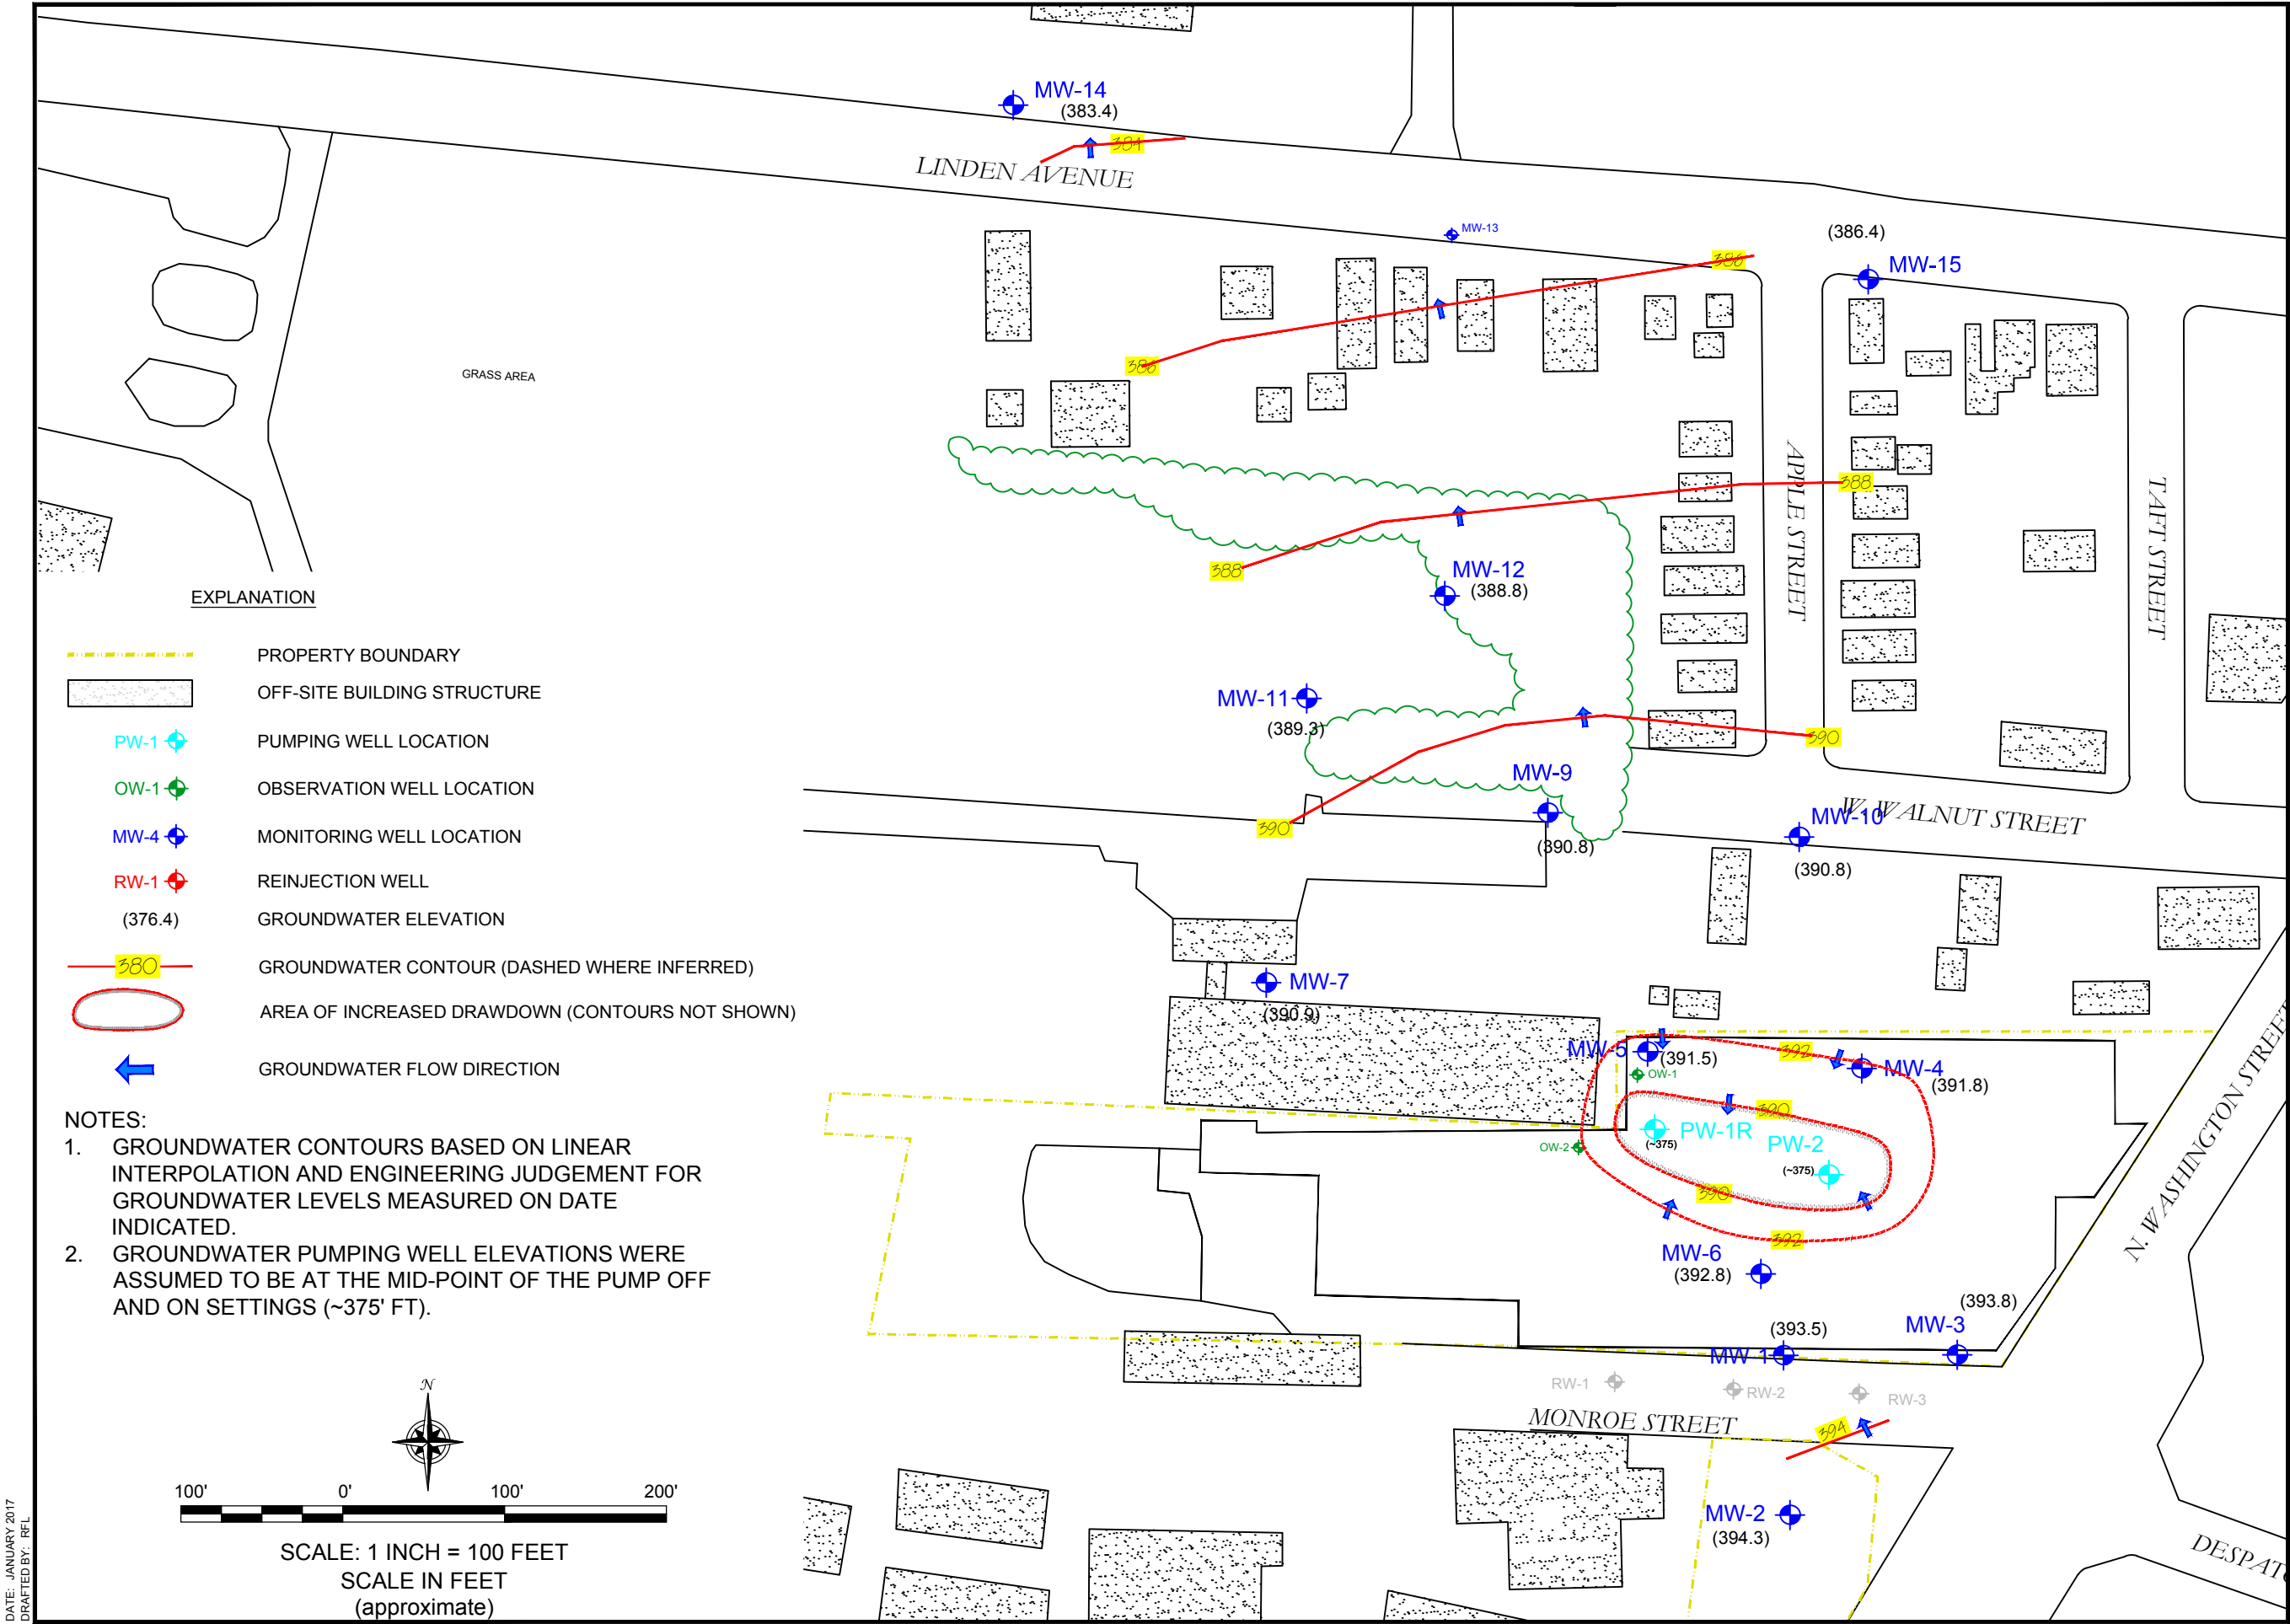 MW-14
(383.4)
384
LINDEN AVENUE
MW-13
(386.4)
386
MW-15
386
GRASS AREA
APPLE STREET
TAFT STREET
388
388
MW-12
(388.8)
MW-11
(389.3)
390
390
MW-9
(390.8)
MW-10
W. WALNUT STREET
(390.8)
EXPLANATION
PROPERTY BOUNDARY
OFF-SITE BUILDING STRUCTURE
PW-1 PUMPING WELL LOCATION
OW-1 OBSERVATION WELL LOCATION
MW-4 MONITORING WELL LOCATION
RW-1 REINJECTION WELL
(376.4) GROUNDWATER ELEVATION
380 GROUNDWATER CONTOUR (DASHED WHERE INFERRED)
AREA OF INCREASED DRAWDOWN (CONTOURS NOT SHOWN)
GROUNDWATER FLOW DIRECTION
NOTES:
1. GROUNDWATER CONTOURS BASED ON LINEAR
INTERPOLATION AND ENGINEERING JUDGEMENT FOR
GROUNDWATER LEVELS MEASURED ON DATE
INDICATED.
2. GROUNDWATER PUMPING WELL ELEVATIONS WERE
ASSUMED TO BE AT THE MID-POINT OF THE PUMP OFF
AND ON SETTINGS (~375' FT).
MW-7
(390.9)
MW-5
(391.5)
392
MW-4
(391.8)
OW-1
390
PW-1R
(~375)
PW-2
(~375)
OW-2
390
392
MW-6
(392.8)
N. WASHINGTON STREET
(393.8)
MW-3
(393.5)
MW-1
RW-1
RW-2
RW-3
MONROE STREET
394
MW-2
(394.3)
DESPATC
N
100' 0' 100' 200'
SCALE: 1 INCH = 100 FEET
SCALE IN FEET
(approximate)
DATE: JANUARY 2017
DRAFTED BY: RFL